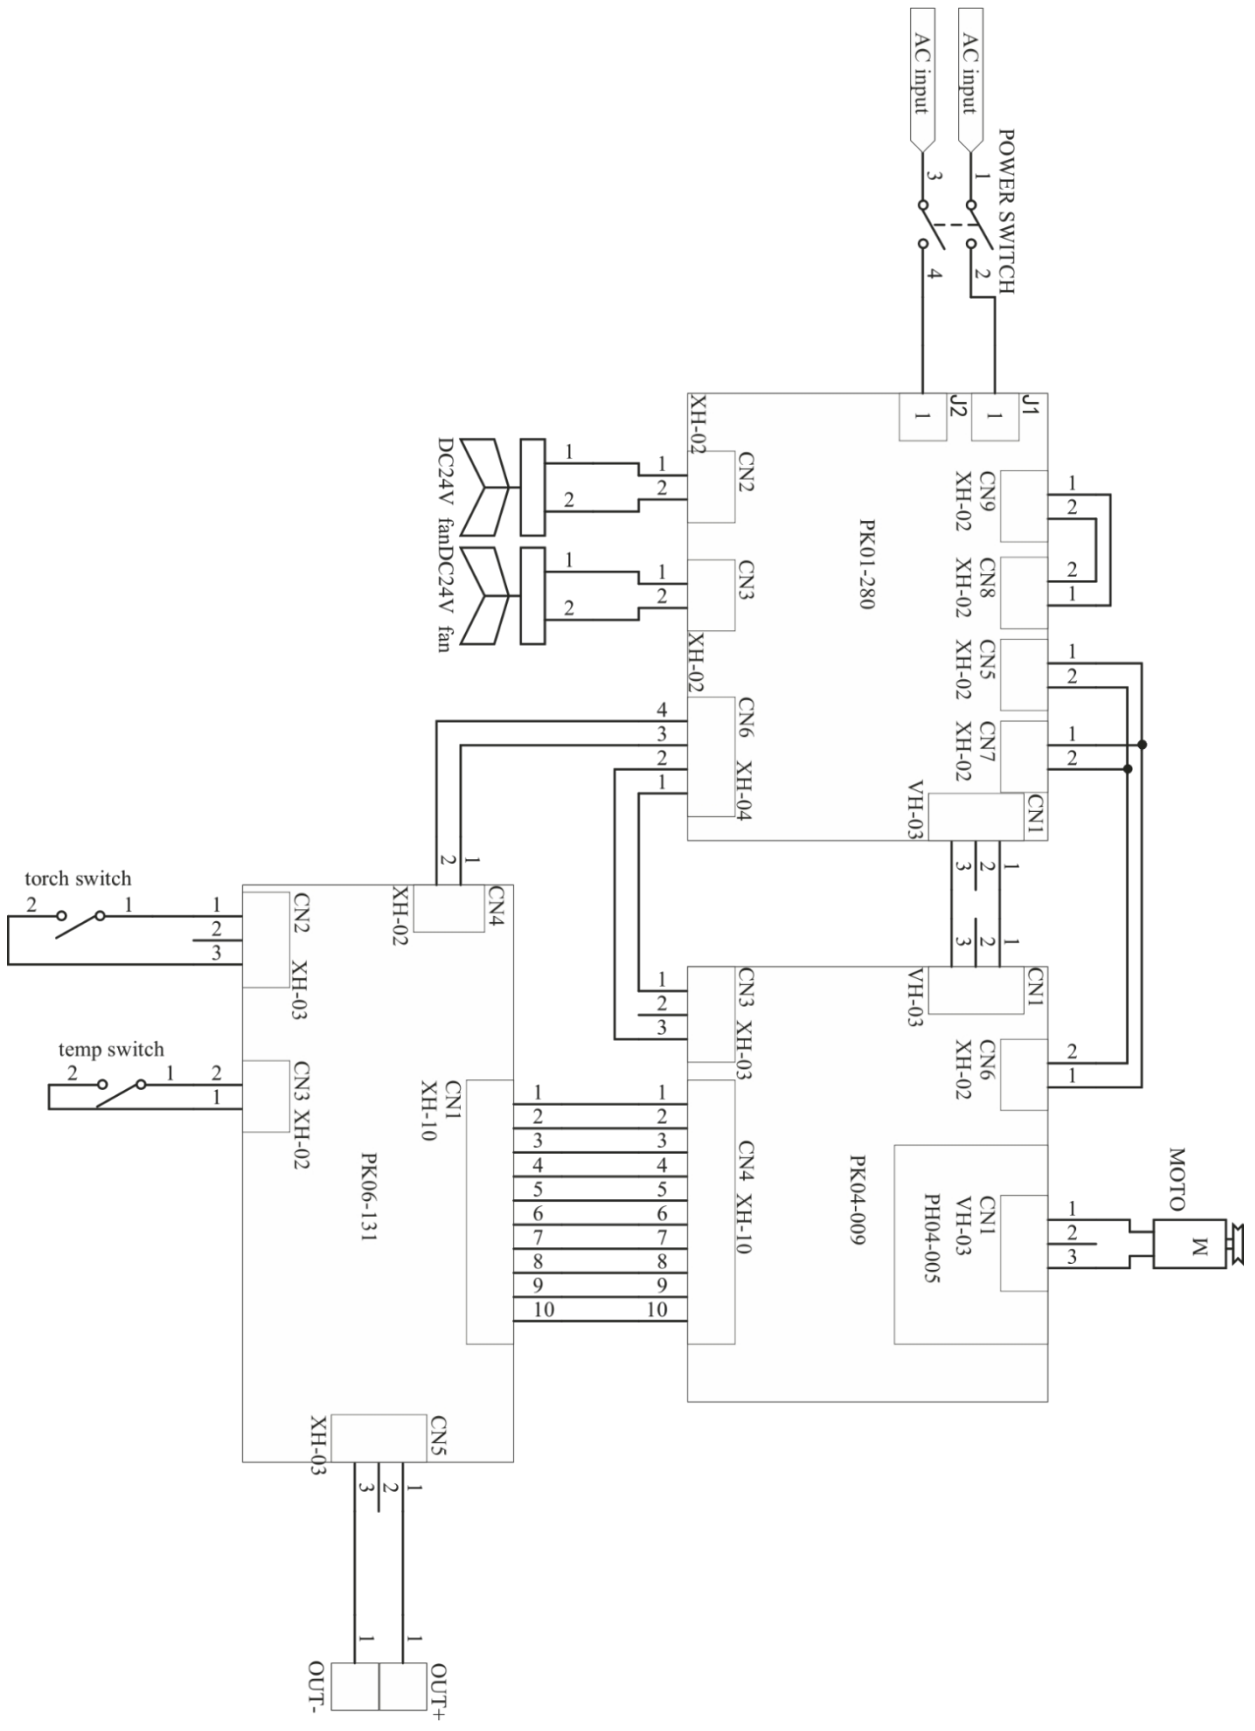 AC input
AC input
POWER SWITCH
3
1
4
2
XH-02
J2
J1
1
1
CN2
CN9
XH-02
1
2
1
1
2
2
DC24V fan
PK01-280
CN3
CN8
XH-02
2
1
1
1
2
2
DC24V fan
XH-02
CN5
XH-02
1
2
CN6
XH-04
4
3
2
1
CN7
XH-02
1
2
CN1
VH-03
3
2
1
2
1
CN4
XH-02
torch switch
2
1
1
2
3
CN2
XH-03
3
2
1
CN1
VH-03
CN3
XH-03
1
2
3
temp switch
2
1
2
1
CN3
XH-02
CN6
XH-02
2
1
CN1
XH-10
CN4
XH-10
1
1
2
2
3
3
4
4
5
5
6
6
7
7
8
8
9
9
10
10
PK06-131
PK04-009
CN1
VH-03
PH04-005
1
2
3
MOTO
M
CN5
XH-03
3
2
1
1
1
OUT-
OUT+